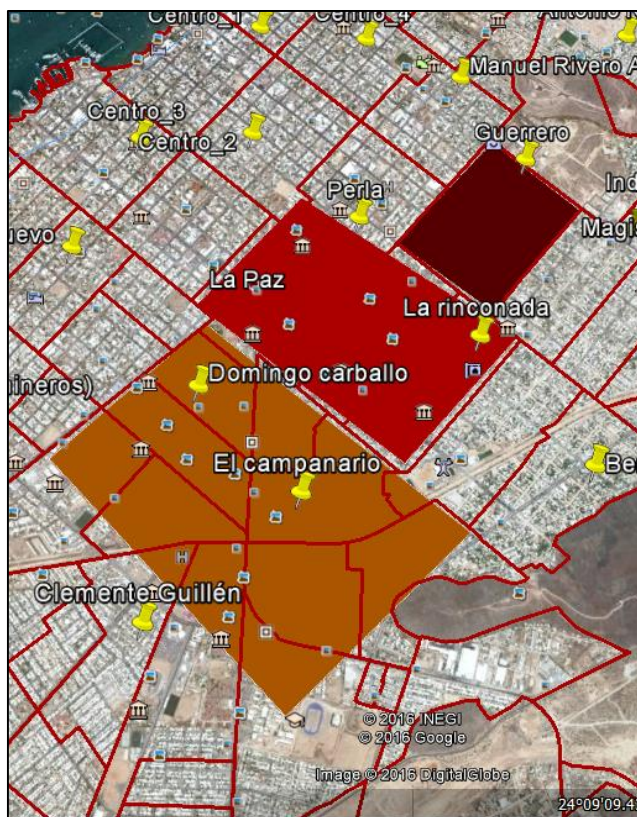 Centro_1
Centro_4
Manuel Rivero A
Centro_3
Centro_2
Guerrero
Perla
Ind
uevo
Magis
La Paz
La rinconada
ineros)
Domingo carballo
El campanario
Be
Clemente Guillén
© 2016 INEGI
© 2016 Google
Image © 2016 DigitalGlobe
24°09'09.4